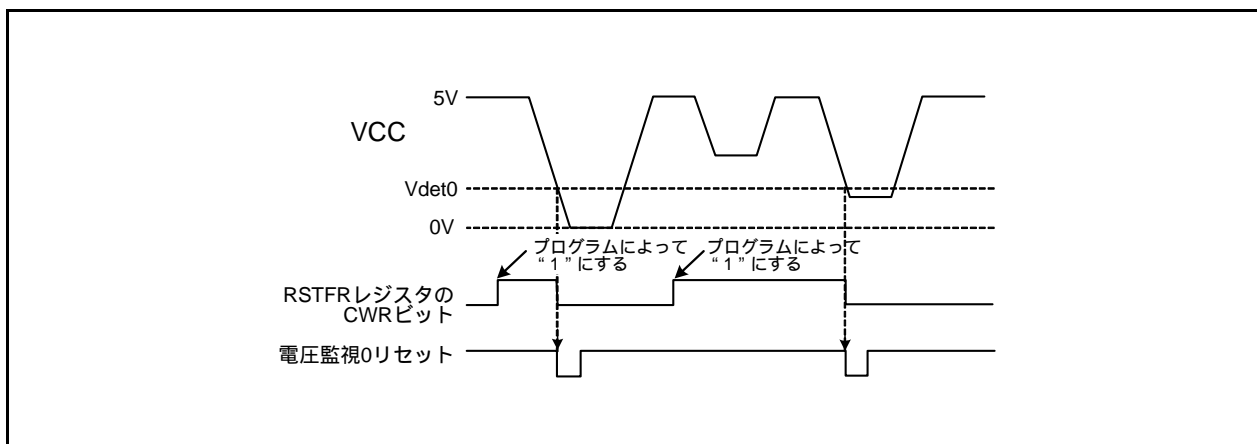 5V
VCC
Vdet0
0V
プログラムによって
“ 1 ” にする
プログラムによって
“ 1 ” にする
RSTFRレジスタの
CWRビット
電圧監視0リセット